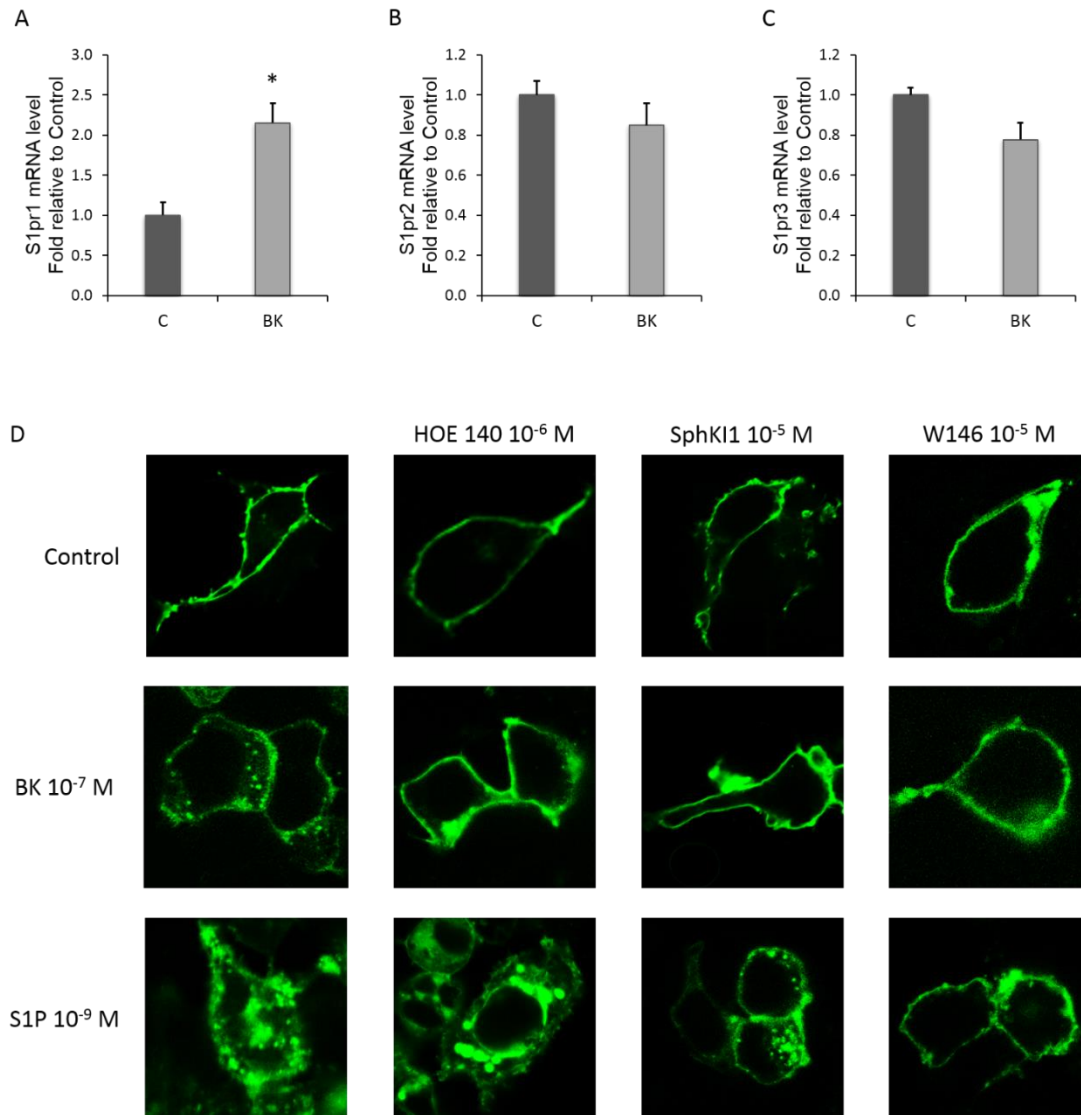 A
S1pr1 mRNA level
Fold relative to Control
3.0
2.5
2.0
1.5
1.0
0.5
0.0
*
C
BK
B
S1pr2 mRNA level
Fold relative to Control
1.2
1.0
0.8
0.6
0.4
0.2
0.0
C
BK
C
S1pr3 mRNA level
Fold relative to Control
1.2
1.0
0.8
0.6
0.4
0.2
0.0
C
BK
D
HOE 140 10⁻⁶ M
SphKI1 10⁻⁵ M
W146 10⁻⁵ M
Control
BK 10⁻⁷ M
S1P 10⁻⁹ M